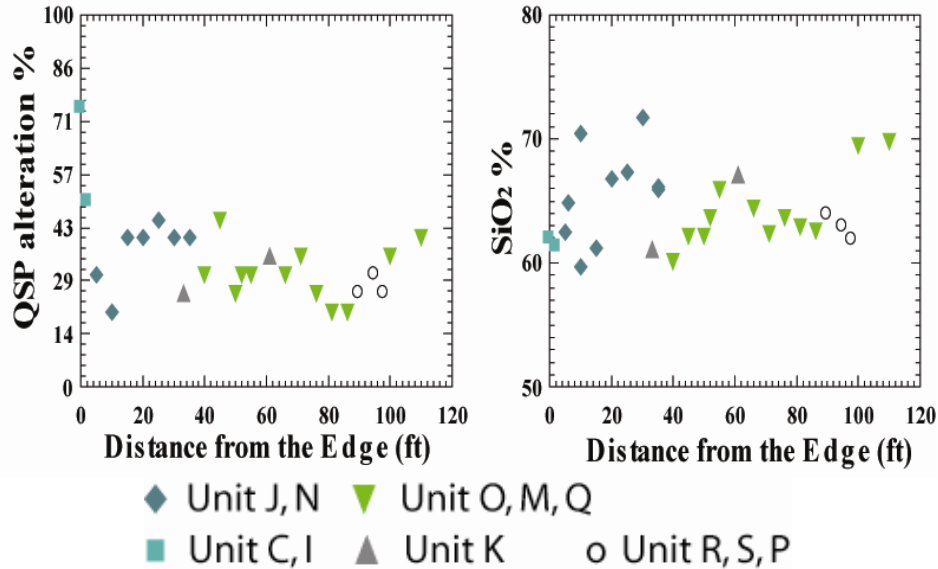 QSP alteration %
100
86
71
57
43
29
14
0
0 20 40 60 80 100 120
Distance from the Edge (ft)
SiO₂ %
80
70
60
50
0 20 40 60 80 100 120
Distance from the Edge (ft)
Unit J, N
Unit O, M, Q
Unit C, I
Unit K
Unit R, S, P